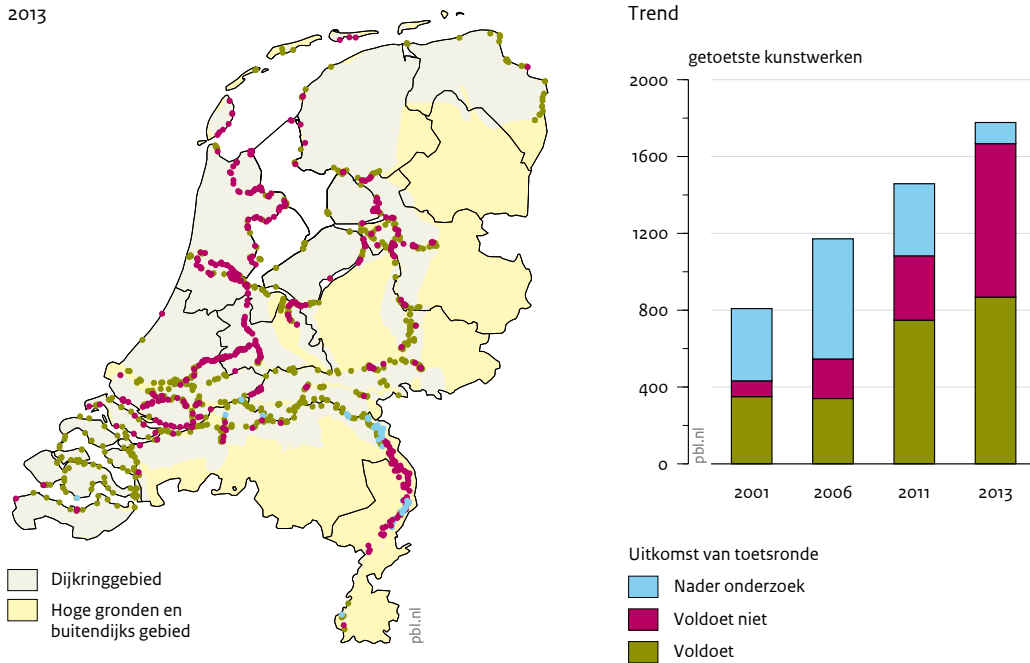 2013
Dijkringgebied
Hoge gronden en
buitendijks gebied
pbl.nl
Trend
getoetste kunstwerken
2000
1600
1200
800
400
0
pbl.nl
2001 2006 2011 2013
Uitkomst van toetsronde
Nader onderzoek
Voldoet niet
Voldoet